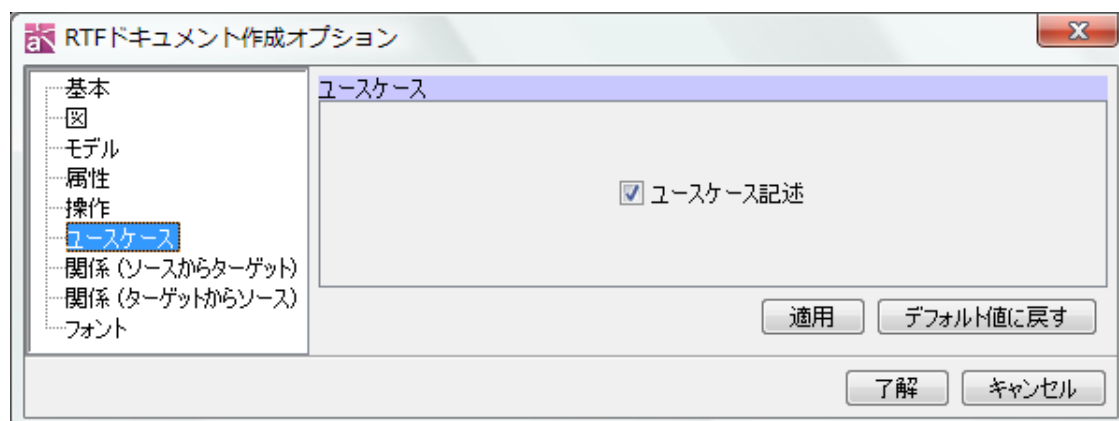 RTFドキュメント作成オプション
基本
図
モデル
属性
操作
ユースケース
関係 (ソースからターゲット)
関係 (ターゲットからソース)
フォント
ユースケース
ユースケース記述
適用
デフォルト値に戻す
了解
キャンセル